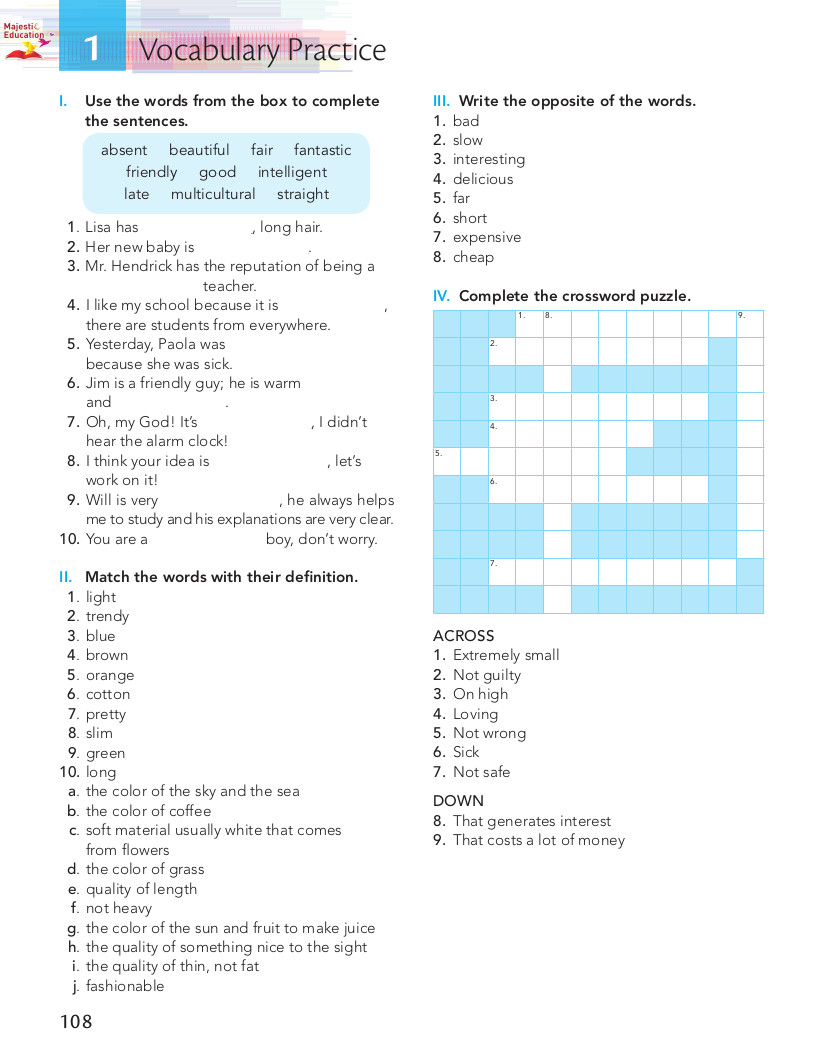 Majestic
Education
1 Vocabulary Practice
I. Use the words from the box to complete
the sentences.
absent beautiful fair fantastic
friendly good intelligent
late multicultural straight
1. Lisa has , long hair.
2. Her new baby is .
3. Mr. Hendrick has the reputation of being a
teacher.
4. I like my school because it is ,
there are students from everywhere.
5. Yesterday, Paola was
because she was sick.
6. Jim is a friendly guy; he is warm
and .
7. Oh, my God! It's , I didn't
hear the alarm clock!
8. I think your idea is , let's
work on it!
9. Will is very , he always helps
me to study and his explanations are very clear.
10. You are a boy, don't worry.
II. Match the words with their definition.
1. light
2. trendy
3. blue
4. brown
5. orange
6. cotton
7. pretty
8. slim
9. green
10. long
a. the color of the sky and the sea
b. the color of coffee
c. soft material usually white that comes
from flowers
d. the color of grass
e. quality of length
f. not heavy
g. the color of the sun and fruit to make juice
h. the quality of something nice to the sight
i. the quality of thin, not fat
j. fashionable
108
III. Write the opposite of the words.
1. bad
2. slow
3. interesting
4. delicious
5. far
6. short
7. expensive
8. cheap
IV. Complete the crossword puzzle.
1. 8. 9.
2.
3.
4.
5.
6.
7.
ACROSS
1. Extremely small
2. Not guilty
3. On high
4. Loving
5. Not wrong
6. Sick
7. Not safe
DOWN
8. That generates interest
9. That costs a lot of money